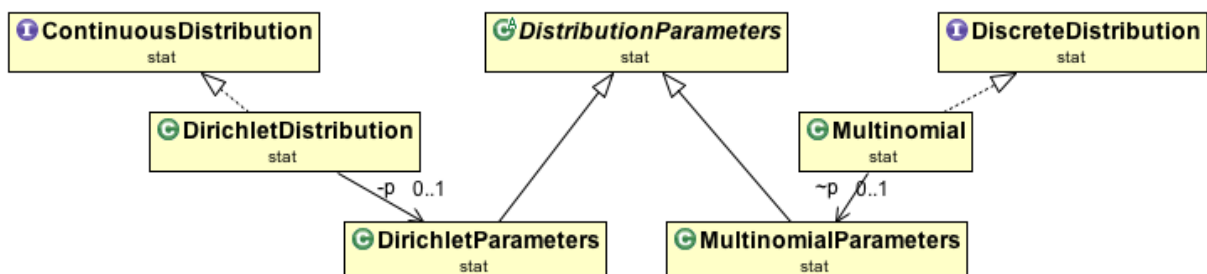 I ContinuousDistribution
stat
C A DistributionParameters
stat
I DiscreteDistribution
stat
C DirichletDistribution
stat
C Multinomial
stat
-p 0..1
~p 0..1
C DirichletParameters
stat
C MultinomialParameters
stat